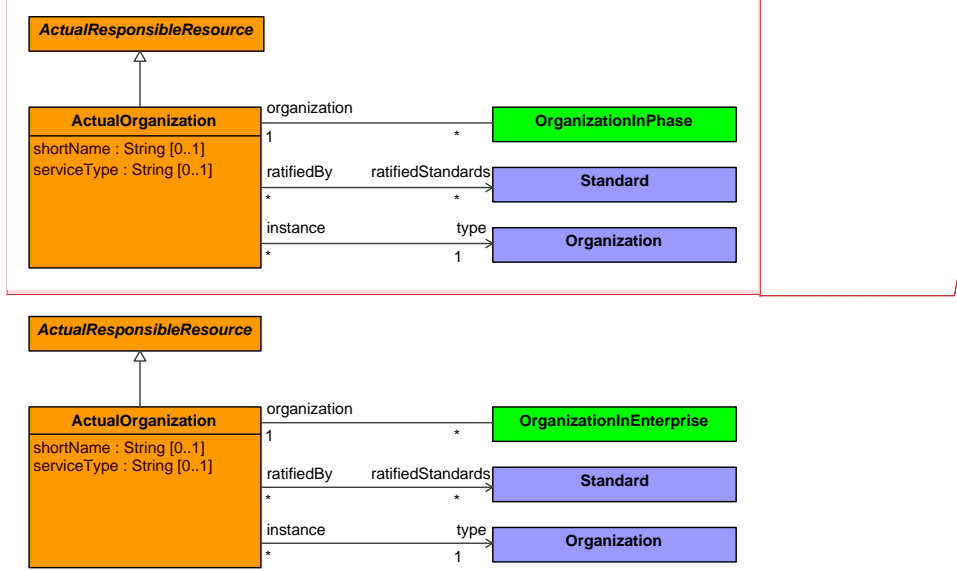 ActualResponsibleResource
ActualOrganization
shortName : String [0..1]
serviceType : String [0..1]
organization
1
*
OrganizationInPhase
ratifiedBy
ratifiedStandards
*
*
Standard
instance
type
*
1
Organization
ActualResponsibleResource
ActualOrganization
shortName : String [0..1]
serviceType : String [0..1]
organization
1
*
OrganizationInEnterprise
ratifiedBy
ratifiedStandards
*
*
Standard
instance
type
*
1
Organization